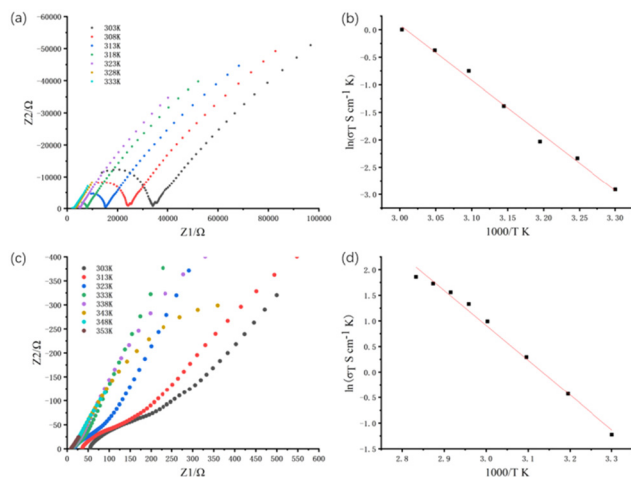 (a)
-60000
-50000
-40000
-30000
-20000
-10000
0
Z2/Ω
303K
308K
313K
318K
323K
328K
333K
0 20000 40000 60000 80000 100000
Z1/Ω
(b)
0.0
-0.5
-1.0
-1.5
-2.0
-2.5
-3.0
ln(σT S cm⁻¹ K)
3.00 3.05 3.10 3.15 3.20 3.25 3.30
1000/T K
(c)
-400
-350
-300
-250
-200
-150
-100
-50
0
Z2/Ω
303K
313K
323K
333K
338K
343K
348K
353K
0 50 100 150 200 250 300 350 400 450 500 550 600
Z1/Ω
(d)
2.0
1.5
1.0
0.5
0.0
-0.5
-1.0
-1.5
ln(σT S cm⁻¹ K)
2.8 2.9 3.0 3.1 3.2 3.3
1000/T K